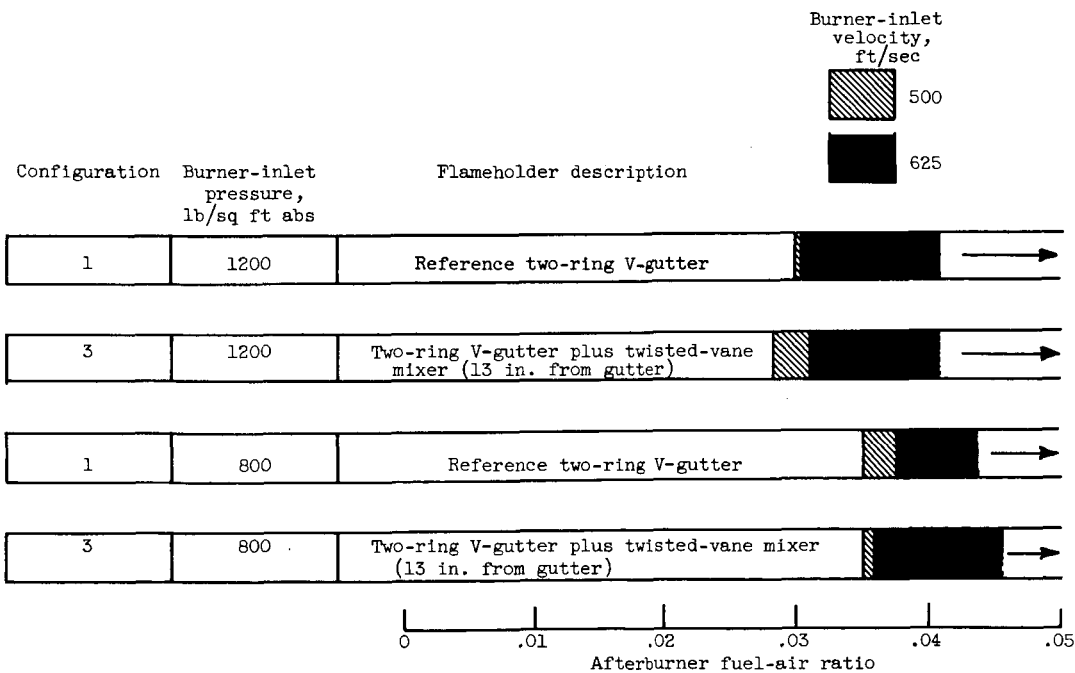 Burner-inlet
velocity,
ft/sec
500
625
Configuration
Burner-inlet
pressure,
lb/sq ft abs
Flameholder description
1
1200
Reference two-ring V-gutter
3
1200
Two-ring V-gutter plus twisted-vane
mixer (13 in. from gutter)
1
800
Reference two-ring V-gutter
3
800
Two-ring V-gutter plus twisted-vane mixer
(13 in. from gutter)
0
.01
.02
.03
.04
.05
Afterburner fuel-air ratio